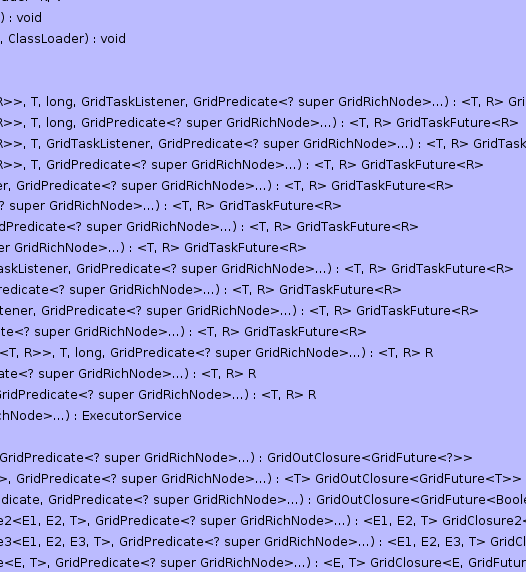 ) : void
, ClassLoader) : void
R>>, T, long, GridTaskListener, GridPredicate<? super GridRichNode>...) : <T, R> Gri
R>>, T, long, GridPredicate<? super GridRichNode>...) : <T, R> GridTaskFuture<R>
R>>, T, GridTaskListener, GridPredicate<? super GridRichNode>...) : <T, R> GridTask
R>>, T, GridPredicate<? super GridRichNode>...) : <T, R> GridTaskFuture<R>
er, GridPredicate<? super GridRichNode>...) : <T, R> GridTaskFuture<R>
? super GridRichNode>...) : <T, R> GridTaskFuture<R>
dPredicate<? super GridRichNode>...) : <T, R> GridTaskFuture<R>
er GridRichNode>...) : <T, R> GridTaskFuture<R>
askListener, GridPredicate<? super GridRichNode>...) : <T, R> GridTaskFuture<R>
redicate<? super GridRichNode>...) : <T, R> GridTaskFuture<R>
tener, GridPredicate<? super GridRichNode>...) : <T, R> GridTaskFuture<R>
te<? super GridRichNode>...) : <T, R> GridTaskFuture<R>
<T, R>>, T, long, GridPredicate<? super GridRichNode>...) : <T, R> R
ate<? super GridRichNode>...) : <T, R> R
GridPredicate<? super GridRichNode>...) : <T, R> R
chNode>...) : ExecutorService
GridPredicate<? super GridRichNode>...) : GridOutClosure<GridFuture<?>>
>, GridPredicate<? super GridRichNode>...) : <T> GridOutClosure<GridFuture<T>>
dicate, GridPredicate<? super GridRichNode>...) : GridOutClosure<GridFuture<Boole
e2<E1, E2, T>, GridPredicate<? super GridRichNode>...) : <E1, E2, T> GridClosure2<
e3<E1, E2, E3, T>, GridPredicate<? super GridRichNode>...) : <E1, E2, E3, T> GridCl
e<E, T>, GridPredicate<? super GridRichNode>...) : <E, T> GridClosure<E, GridFutur